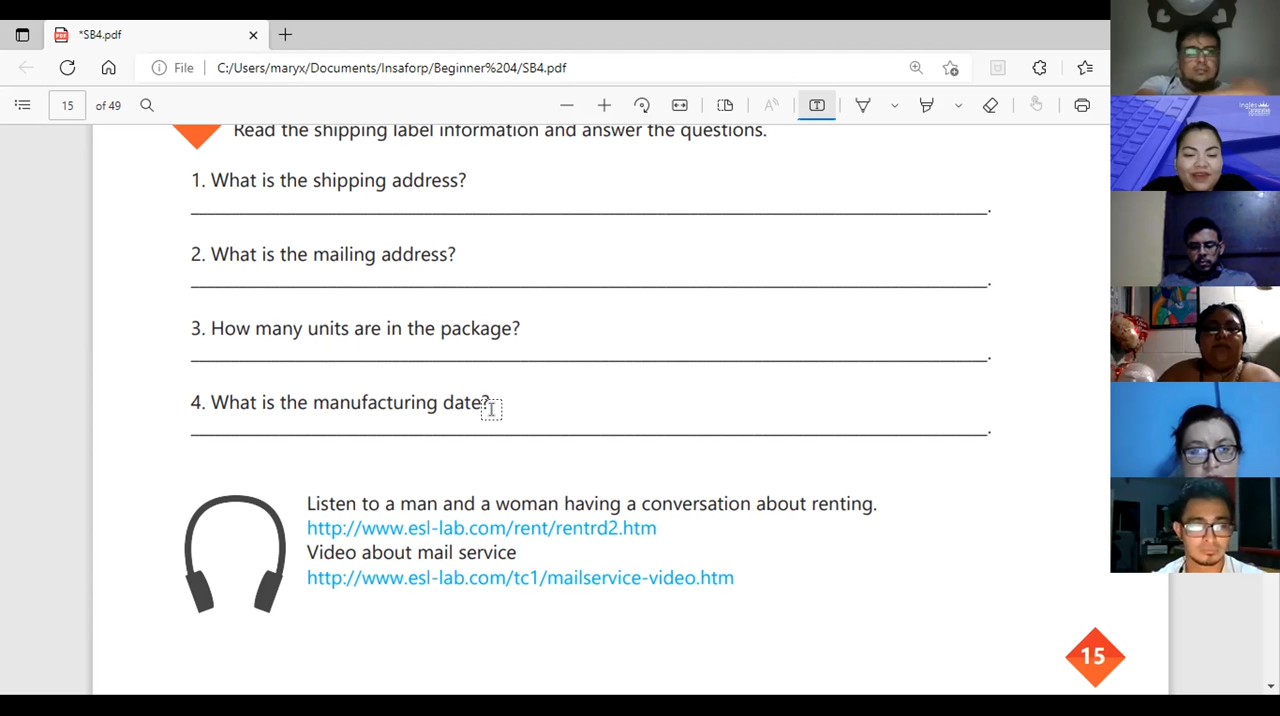 *SB4.pdf
File
C:/Users/maryx/Documents/Insaforp/Beginner%204/SB4.pdf
15
of 49
Read the shipping label information and answer the questions.
1. What is the shipping address?
2. What is the mailing address?
3. How many units are in the package?
4. What is the manufacturing date?
Listen to a man and a woman having a conversation about renting.
http://www.esl-lab.com/rent/rentrd2.htm
Video about mail service
http://www.esl-lab.com/tc1/mailservice-video.htm
15